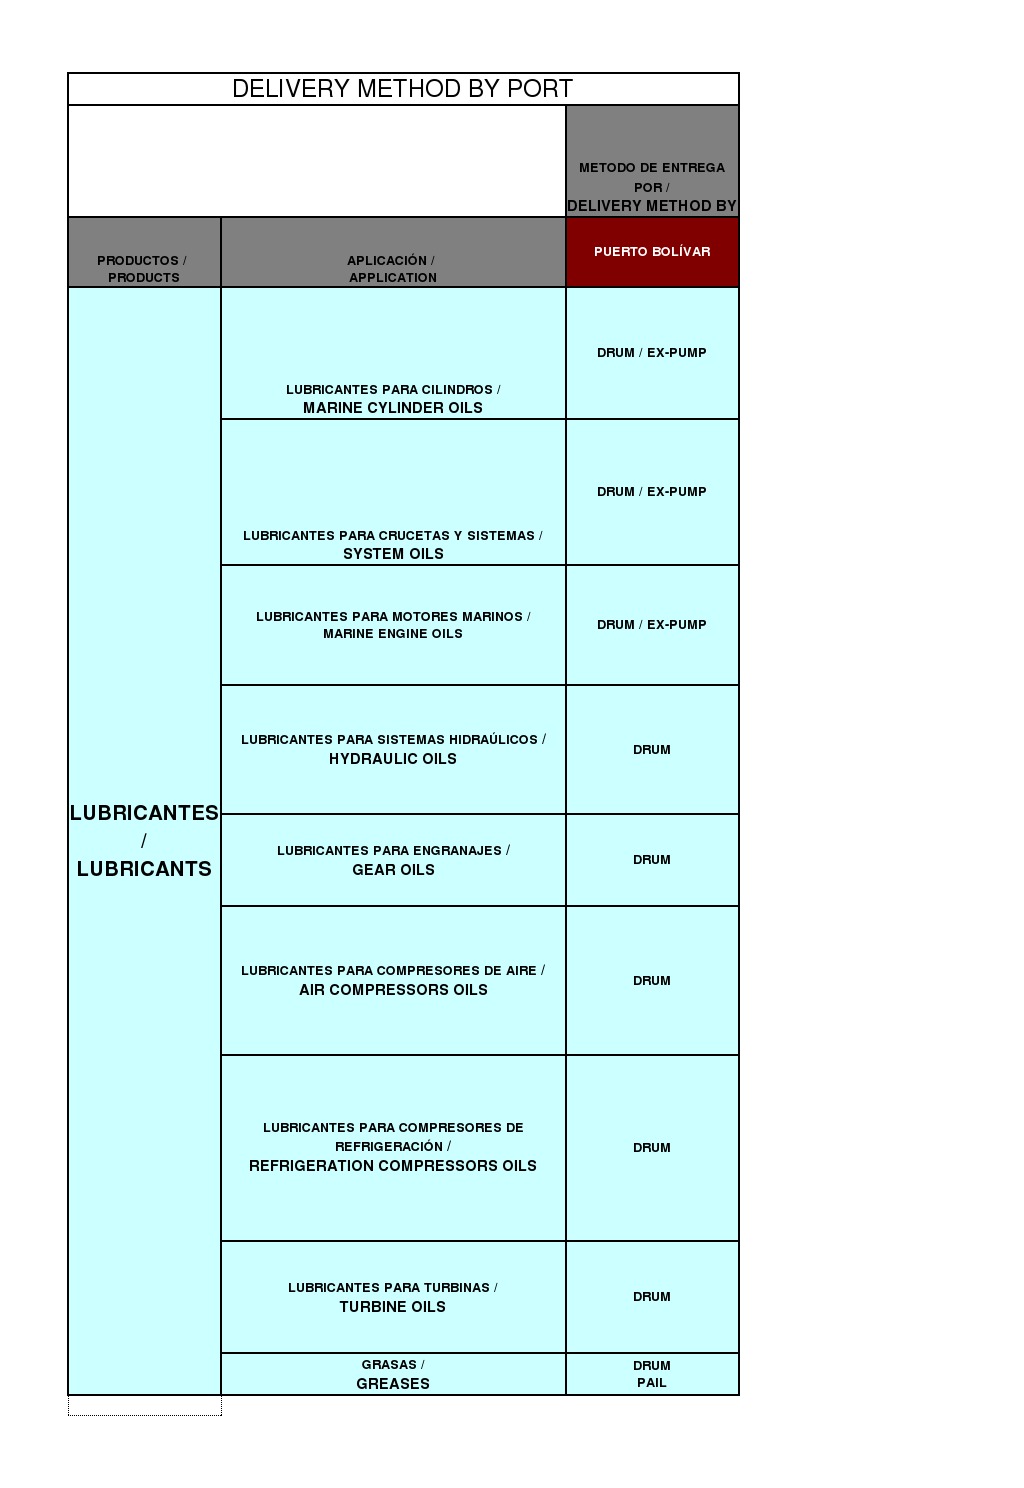 DELIVERY METHOD BY PORT
METODO DE ENTREGA
POR /
DELIVERY METHOD BY
PRODUCTOS /
PRODUCTS
APLICACIÓN /
APPLICATION
PUERTO BOLÍVAR
LUBRICANTES
/
LUBRICANTS
LUBRICANTES PARA CILINDROS /
MARINE CYLINDER OILS
DRUM / EX-PUMP
LUBRICANTES PARA CRUCETAS Y SISTEMAS /
SYSTEM OILS
DRUM / EX-PUMP
LUBRICANTES PARA MOTORES MARINOS /
MARINE ENGINE OILS
DRUM / EX-PUMP
LUBRICANTES PARA SISTEMAS HIDRAÚLICOS /
HYDRAULIC OILS
DRUM
LUBRICANTES PARA ENGRANAJES /
GEAR OILS
DRUM
LUBRICANTES PARA COMPRESORES DE AIRE /
AIR COMPRESSORS OILS
DRUM
LUBRICANTES PARA COMPRESORES DE
REFRIGERACIÓN /
REFRIGERATION COMPRESSORS OILS
DRUM
LUBRICANTES PARA TURBINAS /
TURBINE OILS
DRUM
GRASAS /
GREASES
DRUM
PAIL